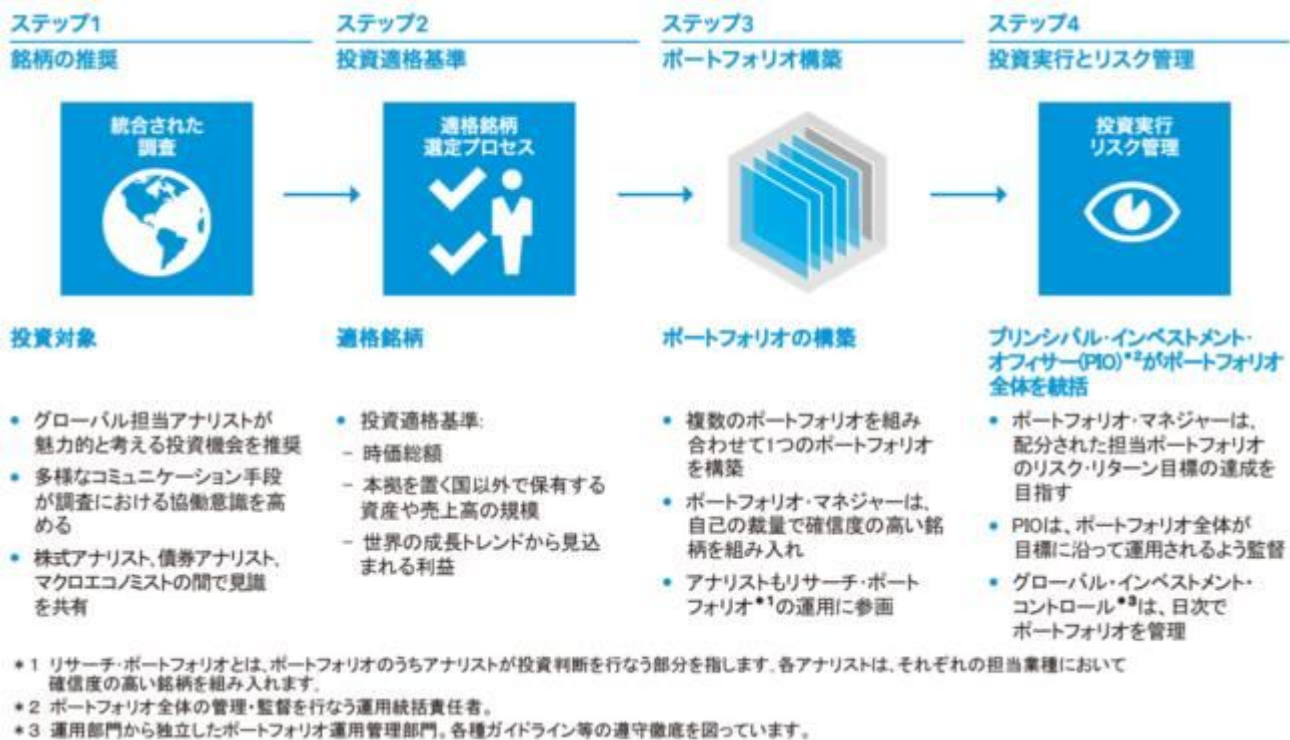 ステップ1
銘柄の推奨
統合された
調査
投資対象
• グローバル担当アナリストが
魅力的と考える投資機会を推奨
• 多様なコミュニケーション手段
が調査における協働意識を高
める
• 株式アナリスト、債券アナリスト、
マクロエコノミストの間で見識
を共有
ステップ2
投資適格基準
適格銘柄
選定プロセス
適格銘柄
• 投資適格基準:
− 時価総額
− 本拠を置く国以外で保有する
資産や売上高の規模
− 世界の成長トレンドから見込
まれる利益
ステップ3
ポートフォリオ構築
ポートフォリオの構築
• 複数のポートフォリオを組み
合わせて1つのポートフォリオ
を構築
• ポートフォリオ・マネジャーは、
自己の裁量で確信度の高い銘
柄を組み入れ
• アナリストもリサーチ・ポート
フォリオ*1の運用に参画
ステップ4
投資実行とリスク管理
投資実行
リスク管理
プリンシパル・インベストメント・
オフィサー(PIO)*2がポートフォリオ
全体を統括
• ポートフォリオ・マネジャーは、
配分された担当ポートフォリオ
のリスク・リターン目標の達成を
目指す
• PIOは、ポートフォリオ全体が
目標に沿って運用されるよう監督
• グローバル・インベストメント・
コントロール*3は、日次で
ポートフォリオを管理
*1 リサーチ・ポートフォリオとは、ポートフォリオのうちアナリストが投資判断を行なう部分を指します。各アナリストは、それぞれの担当業種において
確信度の高い銘柄を組み入れます。
*2 ポートフォリオ全体の管理・監督を行なう運用統括責任者。
*3 運用部門から独立したポートフォリオ運用管理部門。各種ガイドライン等の遵守徹底を図っています。